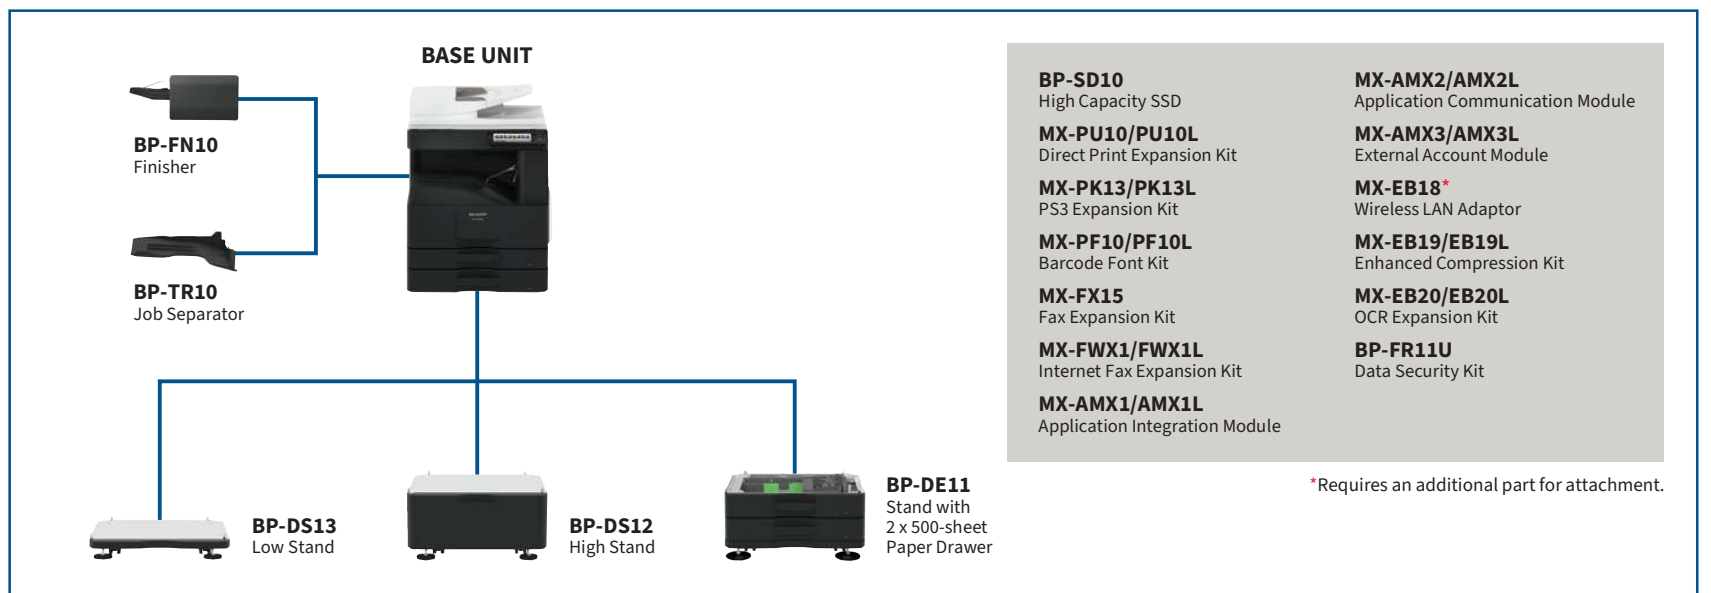 BASE UNIT
BP-FN10
Finisher
BP-TR10
Job Separator
BP-DS13
Low Stand
BP-DS12
High Stand
BP-DE11
Stand with
2 x 500-sheet
Paper Drawer
BP-SD10
High Capacity SSD
MX-PU10/PU10L
Direct Print Expansion Kit
MX-PK13/PK13L
PS3 Expansion Kit
MX-PF10/PF10L
Barcode Font Kit
MX-FX15
Fax Expansion Kit
MX-FWX1/FWX1L
Internet Fax Expansion Kit
MX-AMX1/AMX1L
Application Integration Module
MX-AMX2/AMX2L
Application Communication Module
MX-AMX3/AMX3L
External Account Module
MX-EB18*
Wireless LAN Adaptor
MX-EB19/EB19L
Enhanced Compression Kit
MX-EB20/EB20L
OCR Expansion Kit
BP-FR11U
Data Security Kit
*Requires an additional part for attachment.